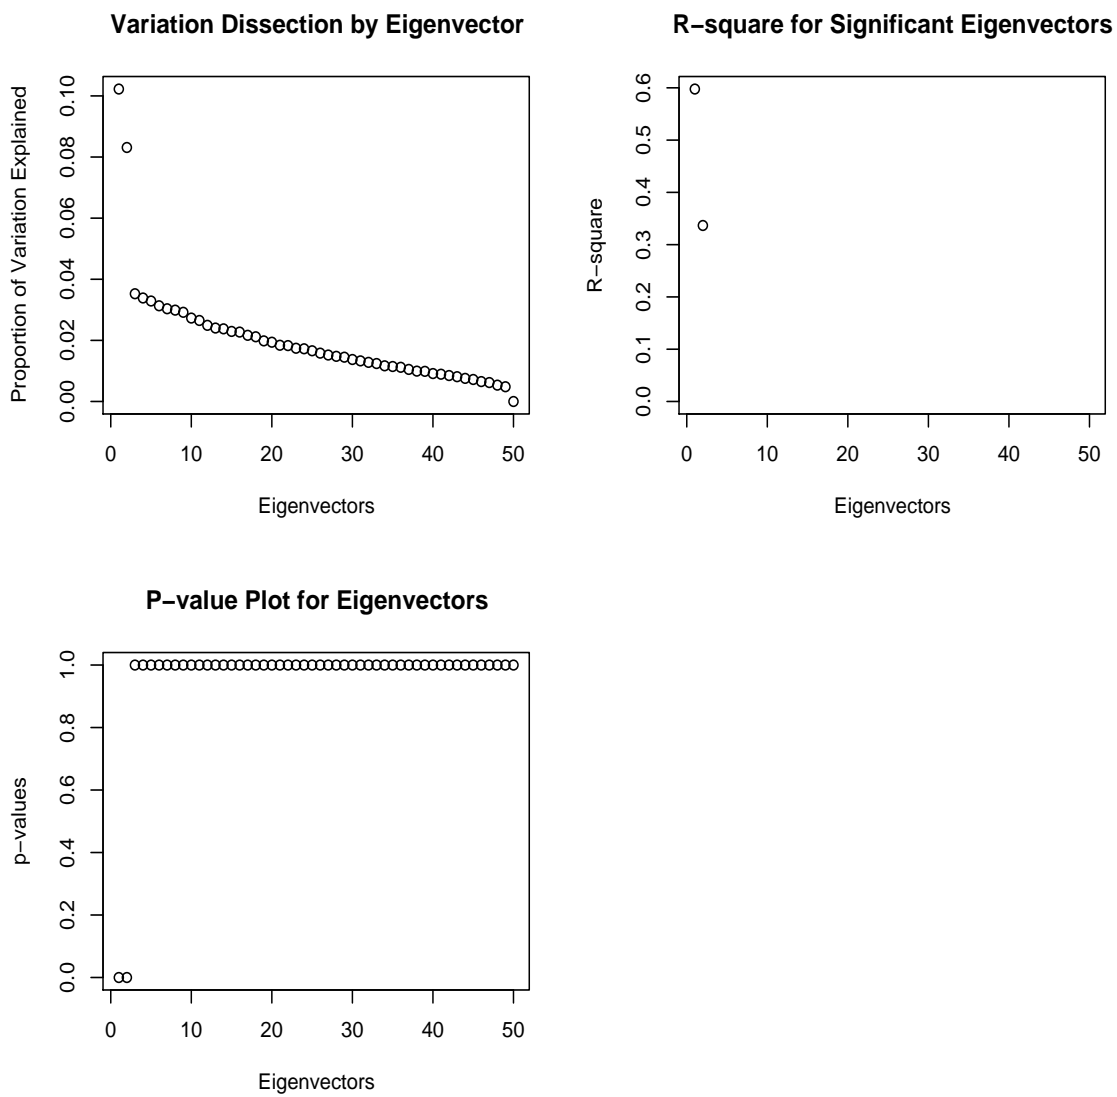 Variation Dissection by Eigenvector
Proportion of Variation Explained
0.10
0.08
0.06
0.04
0.02
0.00
0 10 20 30 40 50
Eigenvectors
R−square for Significant Eigenvectors
R−square
0.6
0.5
0.4
0.3
0.2
0.1
0.0
0 10 20 30 40 50
Eigenvectors
P−value Plot for Eigenvectors
p−values
1.0
0.8
0.6
0.4
0.2
0.0
0 10 20 30 40 50
Eigenvectors